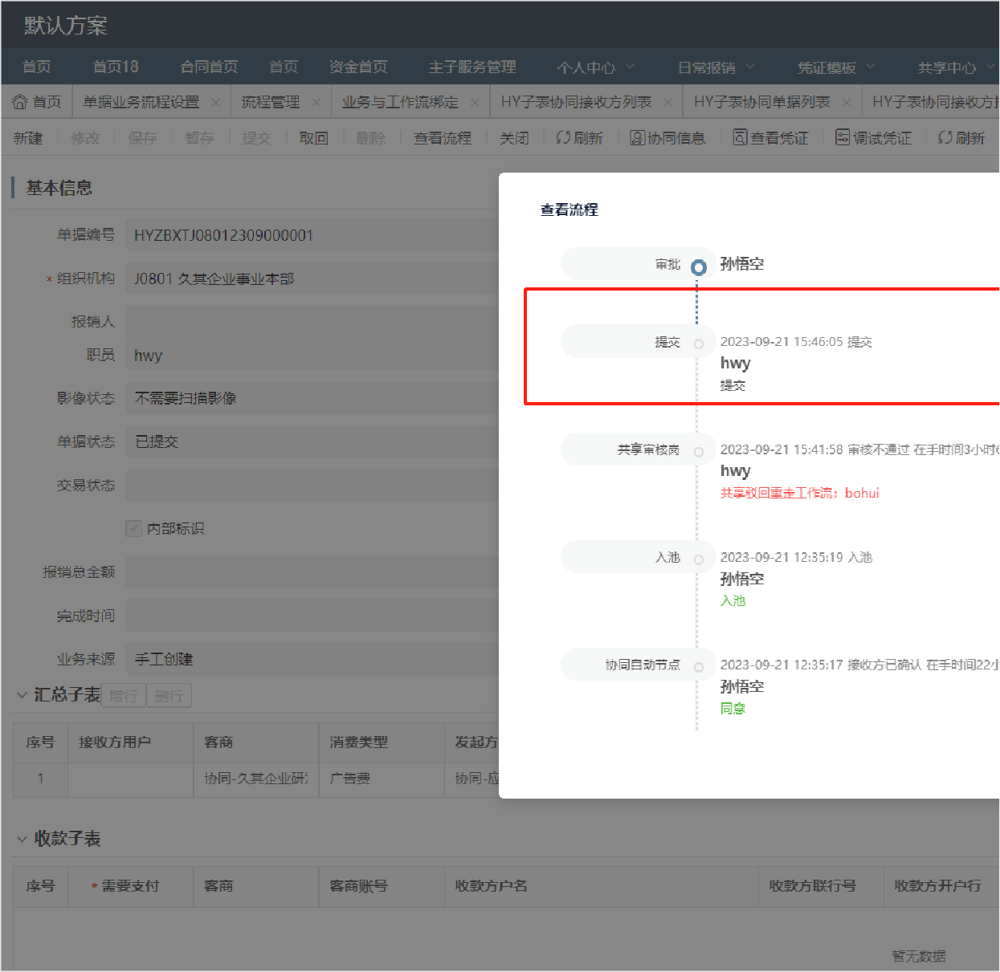 默认方案
首页 首页18 合同首页 首页 资金首页 主子服务管理 个人中心 日常报销 凭证模板 共享中心
首页 单据业务流程设置 流程管理 业务与工作流绑定 HY子表协同接收方列表 HY子表协同单据列表 HY子表协同接收方
新建 修改 保存 暂存 提交 取回 删除 查看流程 关闭 刷新 协同信息 查看凭证 调试凭证 刷新
基本信息
单据编号 HYZBXTJ08012309000001
* 组织机构 J0801 久其企业事业本部
报销人
职员 hwy
影像状态 不需要扫描影像
单据状态 已提交
交易状态
内部标识
报销总金额
完成时间
业务来源 手工创建
汇总子表 增行 删行
序号 接收方用户 客商 消费类型 发起方
1 协同-久其企业研 广告费 协同-应
收款子表
序号 * 需要支付 客商 客商账号 收款方户名 收款方联行号 收款方开户行
暂无数据
查看流程
审批 孙悟空
提交 2023-09-21 15:46:05 提交
hwy
提交
共享审核岗 2023-09-21 15:41:58 审核不通过 在手时间3小时6
hwy
共享驳回重走工作流；bohui
入池 2023-09-21 12:35:19 入池
孙悟空
入池
协同自动节点 2023-09-21 12:35:17 接收方已确认 在手时间22小
孙悟空
同意